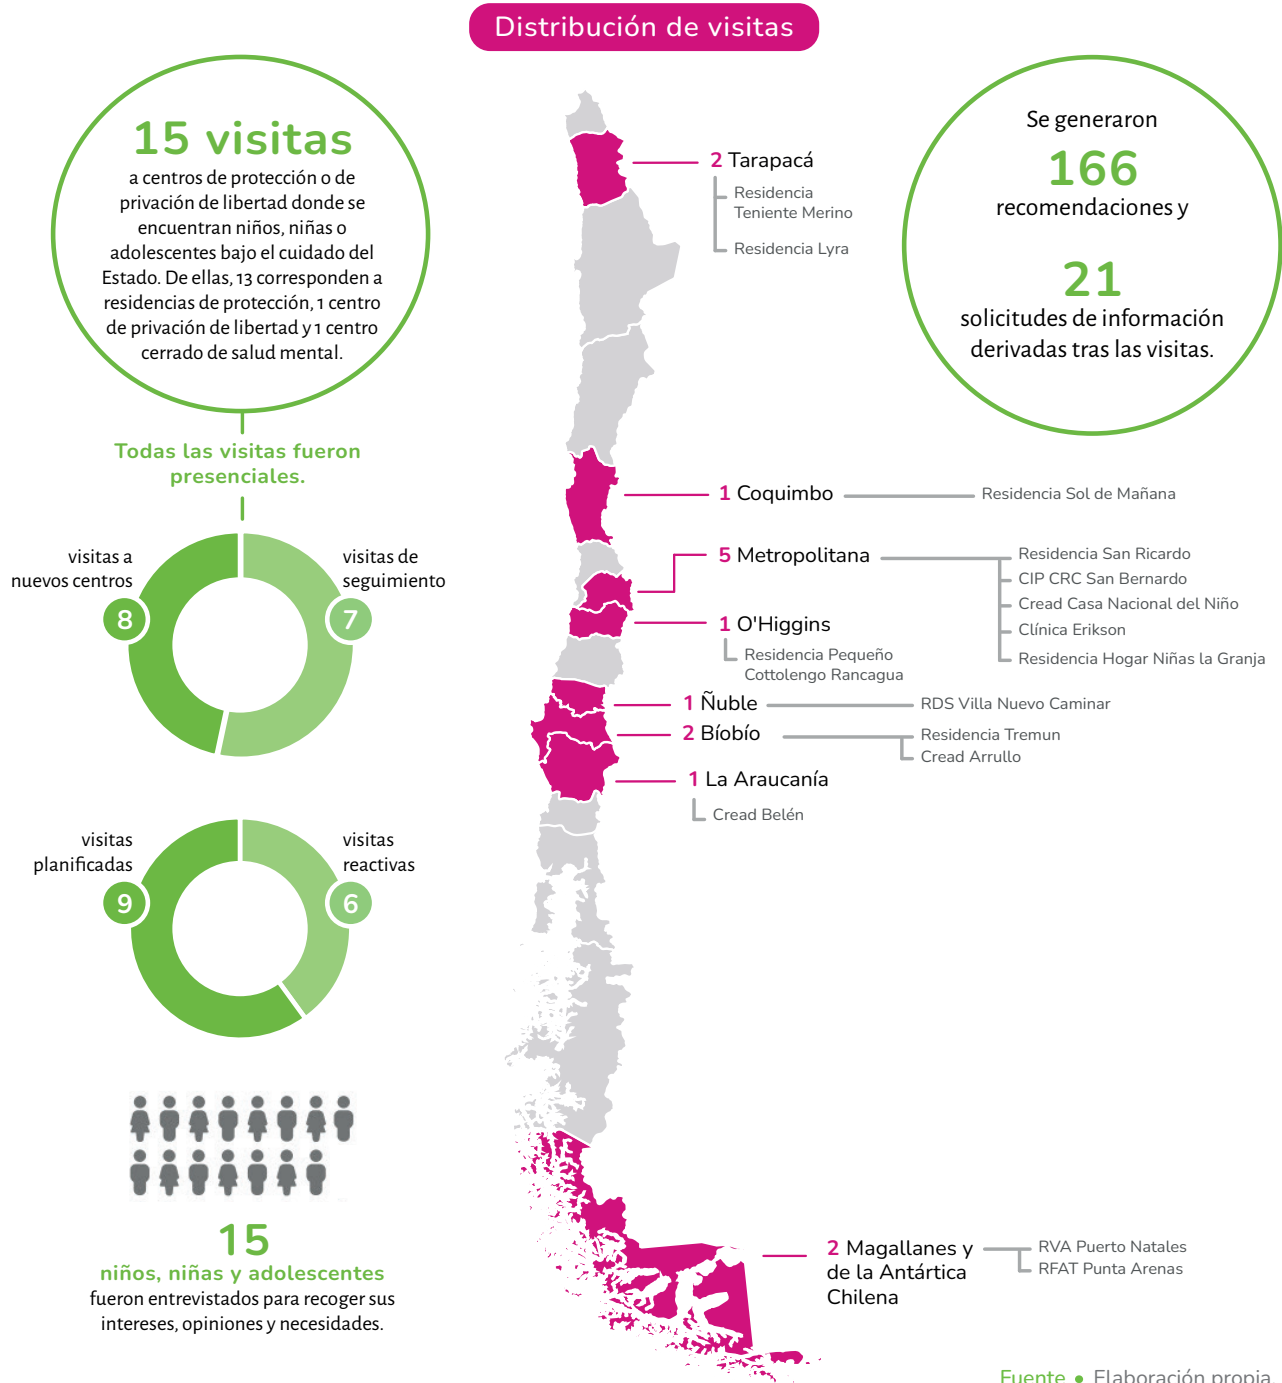 Distribución de visitas
15 visitas
a centros de protección o de
privación de libertad donde se
encuentran niños, niñas o
adolescentes bajo el cuidado del
Estado. De ellas, 13 corresponden a
residencias de protección, 1 centro
de privación de libertad y 1 centro
cerrado de salud mental.
Todas las visitas fueron
presenciales.
visitas a
nuevos centros
8
visitas de
seguimiento
7
visitas
planificadas
9
visitas
reactivas
6
15
niños, niñas y adolescentes
fueron entrevistados para recoger sus
intereses, opiniones y necesidades.
Se generaron
166
recomendaciones y
21
solicitudes de información
derivadas tras las visitas.
2 Tarapacá
Residencia
Teniente Merino
Residencia Lyra
1 Coquimbo
Residencia Sol de Mañana
5 Metropolitana
Residencia San Ricardo
CIP CRC San Bernardo
Cread Casa Nacional del Niño
Clínica Erikson
Residencia Hogar Niñas la Granja
1 O'Higgins
Residencia Pequeño
Cottolengo Rancagua
1 Ñuble
RDS Villa Nuevo Caminar
2 Bíobío
Residencia Tremun
Cread Arrullo
1 La Araucanía
Cread Belén
2 Magallanes y
de la Antártica
Chilena
RVA Puerto Natales
RFAT Punta Arenas
Fuente • Elaboración propia